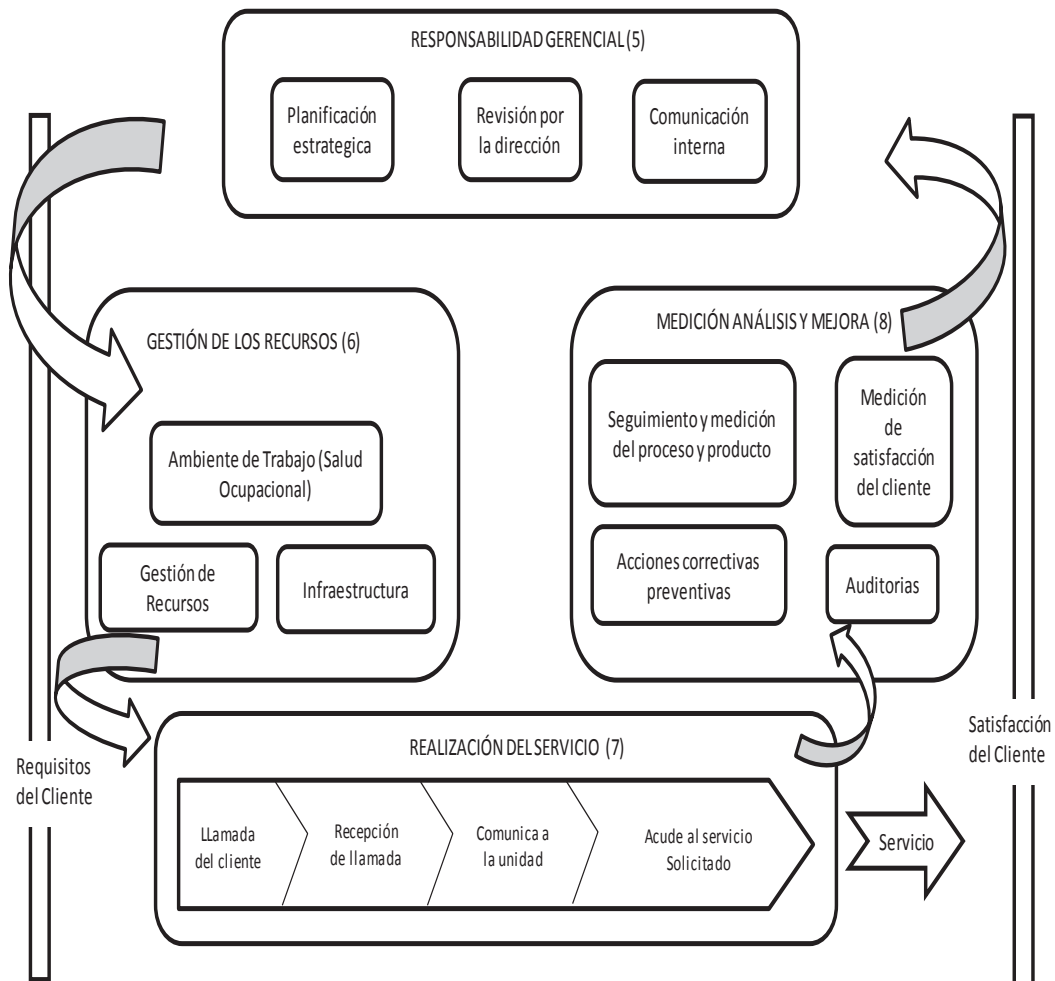 RESPONSABILIDAD GERENCIAL (5)
Planificación
estrategica
Revisión por
la dirección
Comunicación
interna
GESTIÓN DE LOS RECURSOS (6)
Ambiente de Trabajo (Salud
Ocupacional)
Gestión de
Recursos
Infraestructura
MEDICIÓN ANÁLISIS Y MEJORA (8)
Seguimiento y medición
del proceso y producto
Medición
de
satisfacción
del cliente
Acciones correctivas
preventivas
Auditorias
Requisitos
del Cliente
REALIZACIÓN DEL SERVICIO (7)
LLamada
del cliente
Recepción
de llamada
Comunica a
la unidad
Acude al servicio
Solicitado
Servicio
Satisfacción
del Cliente